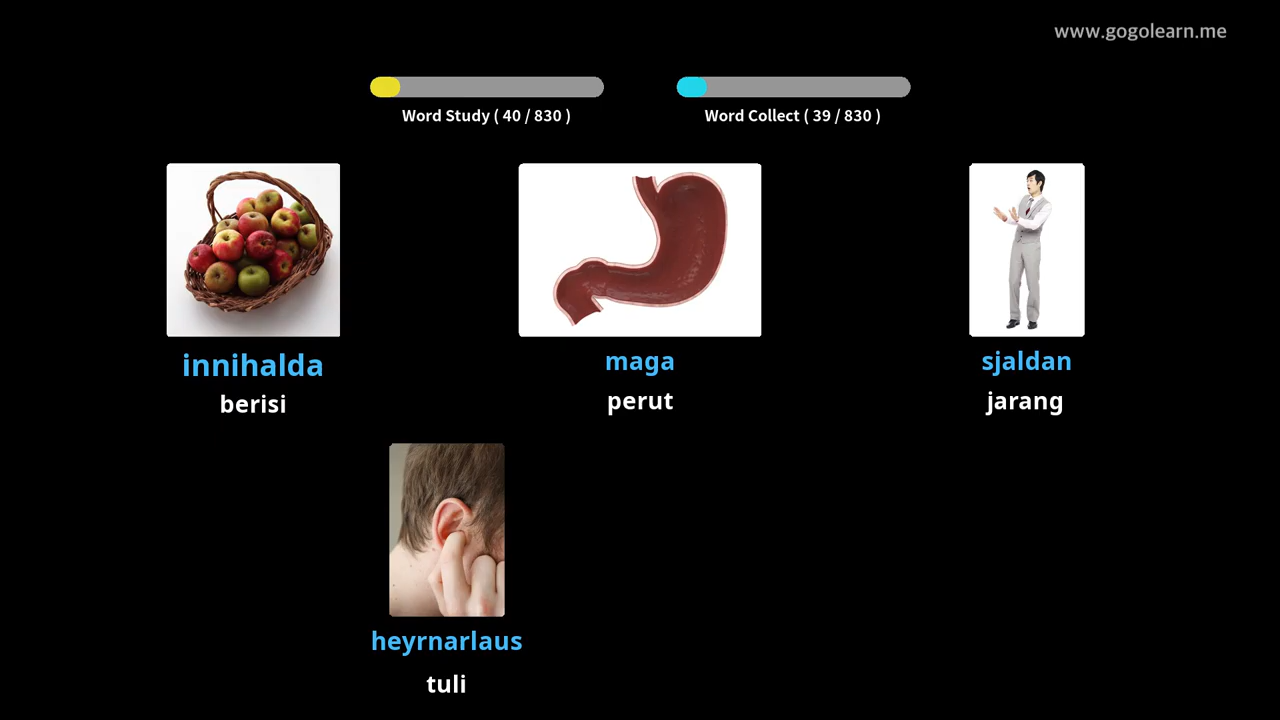 www.gogolearn.me
Word Study ( 40 / 830 )
Word Collect ( 39 / 830 )
innihalda
berisi
maga
perut
sjaldan
jarang
heyrnarlaus
tuli